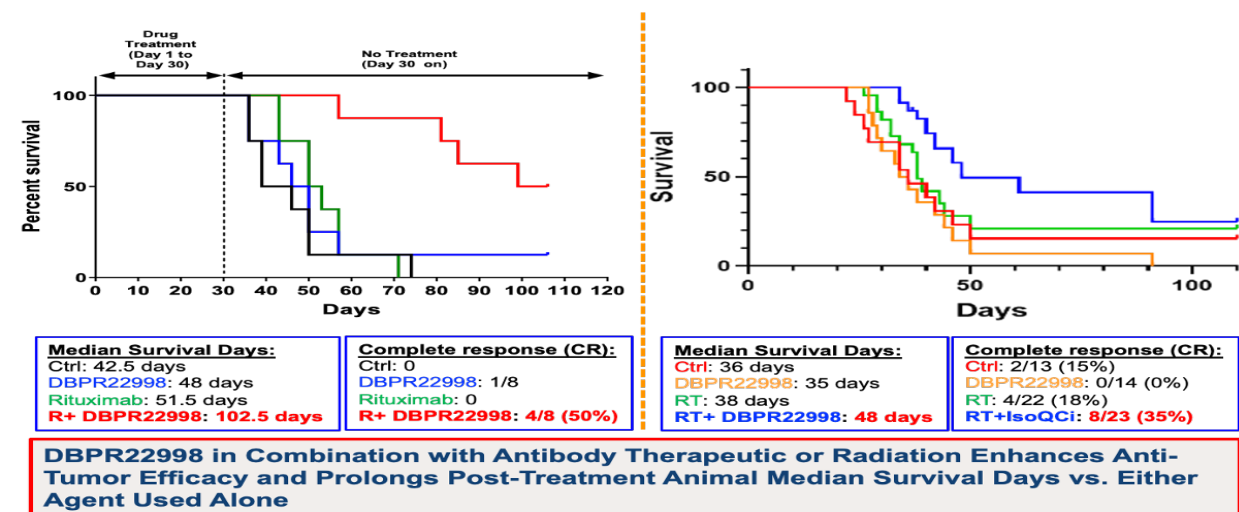 Drug
Treatment
(Day 1 to
Day 30)
No Treatment
(Day 30 on)
Percent survival
100
50
0
0 10 20 30 40 50 60 70 80 90 100 110 120
Days
Survival
100
50
0
0 50 100
Days
Median Survival Days:
Ctrl: 42.5 days
DBPR22998: 48 days
Rituximab: 51.5 days
R+ DBPR22998: 102.5 days
Complete response (CR):
Ctrl: 0
DBPR22998: 1/8
Rituximab: 0
R+ DBPR22998: 4/8 (50%)
Median Survival Days:
Ctrl: 36 days
DBPR22998: 35 days
RT: 38 days
RT+ DBPR22998: 48 days
Complete response (CR):
Ctrl: 2/13 (15%)
DBPR22998: 0/14 (0%)
RT: 4/22 (18%)
RT+IsoQCi: 8/23 (35%)
DBPR22998 in Combination with Antibody Therapeutic or Radiation Enhances Anti-
Tumor Efficacy and Prolongs Post-Treatment Animal Median Survival Days vs. Either
Agent Used Alone